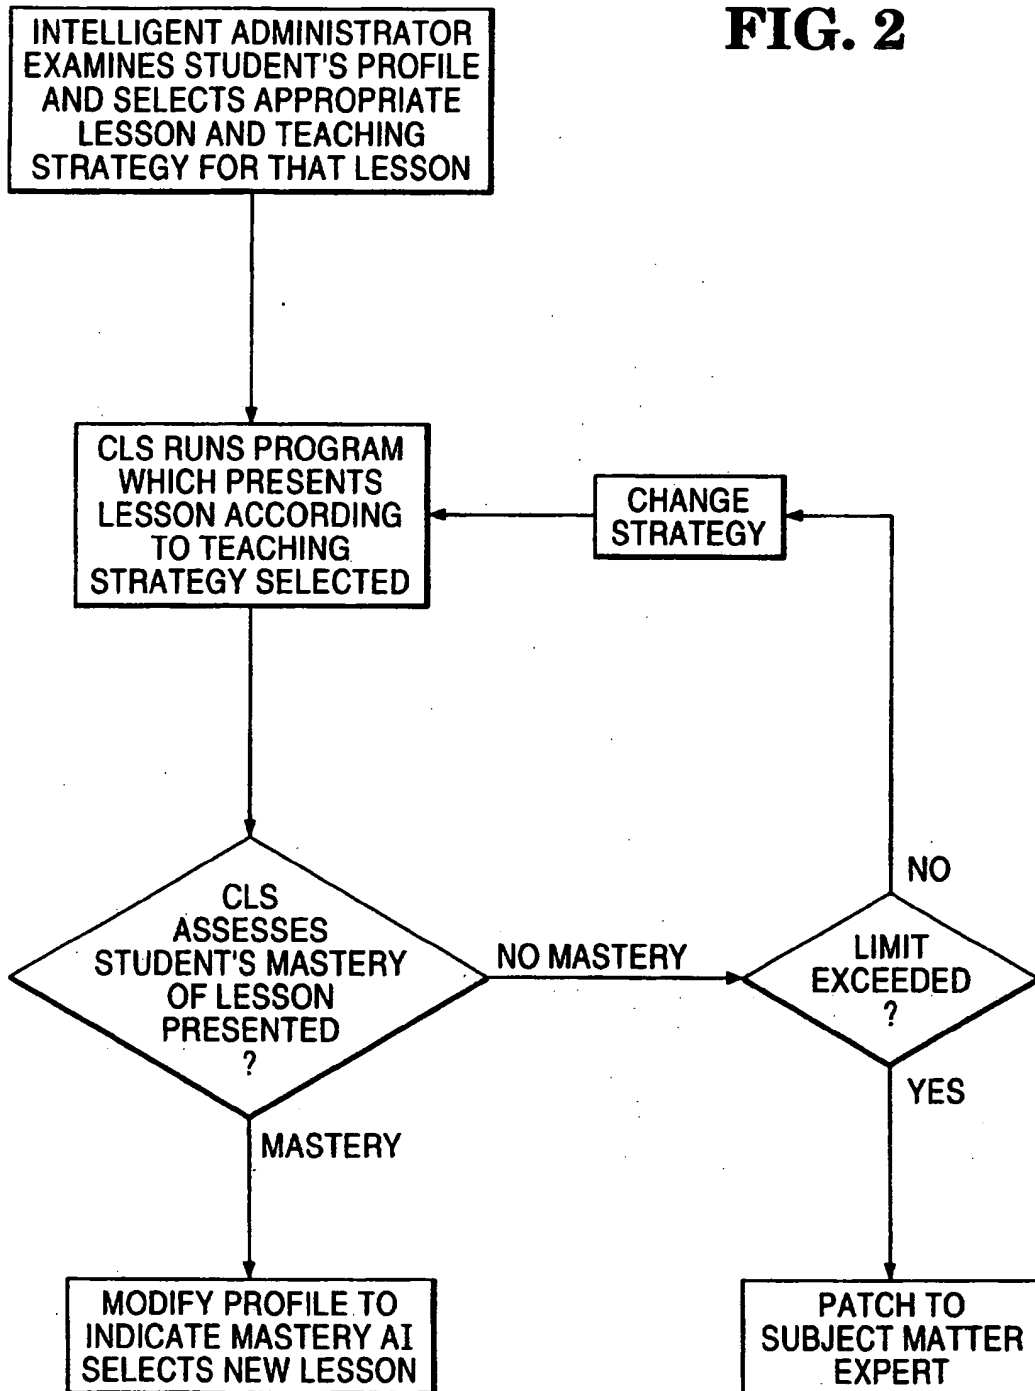 FIG. 2
INTELLIGENT ADMINISTRATOR
EXAMINES STUDENT'S PROFILE
AND SELECTS APPROPRIATE
LESSON AND TEACHING
STRATEGY FOR THAT LESSON
CLS RUNS PROGRAM
WHICH PRESENTS
LESSON ACCORDING
TO TEACHING
STRATEGY SELECTED
CHANGE
STRATEGY
CLS
ASSESSES
STUDENT'S MASTERY
OF LESSON
PRESENTED
?
NO MASTERY
LIMIT
EXCEEDED
?
NO
YES
MASTERY
MODIFY PROFILE TO
INDICATE MASTERY AI
SELECTS NEW LESSON
PATCH TO
SUBJECT MATTER
EXPERT